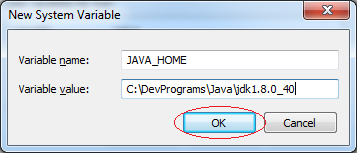 New System Variable
Variable name: JAVA_HOME
Variable value: C:\DevPrograms\Java\jdk1.8.0_40
OK Cancel